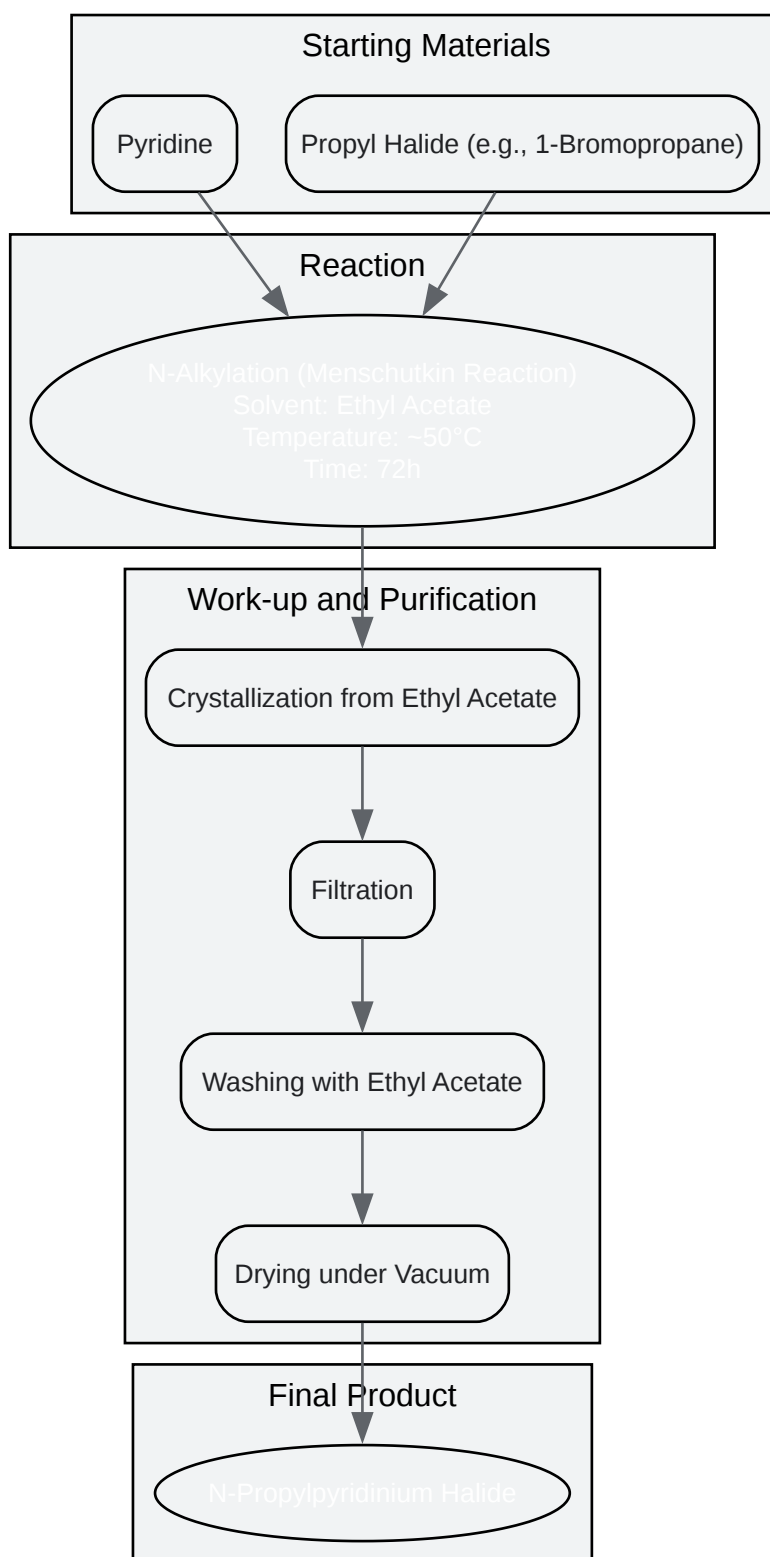 Starting Materials
Pyridine
Propyl Halide (e.g., 1-Bromopropane)
Reaction
N-Alkylation (Menschutkin Reaction)
Solvent: Ethyl Acetate
Temperature: ~50°C
Time: 72h
Work-up and Purification
Crystallization from Ethyl Acetate
Filtration
Washing with Ethyl Acetate
Drying under Vacuum
Final Product
N-Propylpyridinium Halide